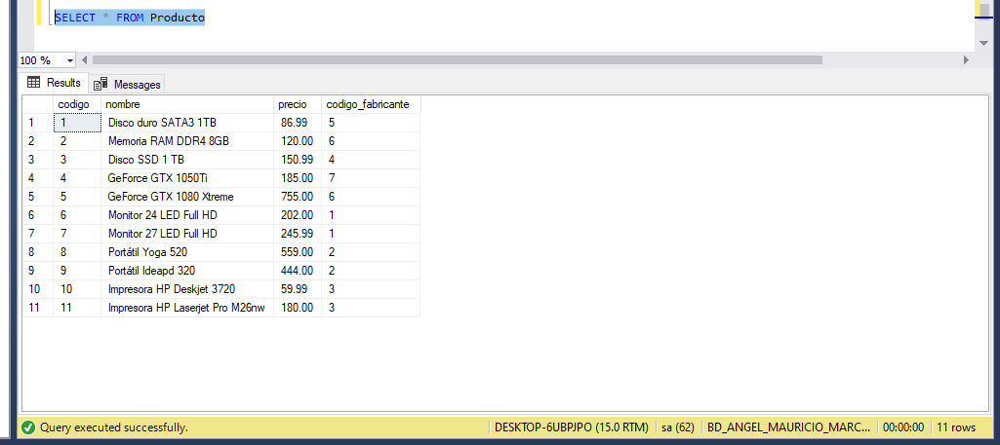 SELECT * FROM Producto
100 %
Results Messages
codigo nombre precio codigo_fabricante
1 1 Disco duro SATA3 1TB 86.99 5
2 2 Memoria RAM DDR4 8GB 120.00 6
3 3 Disco SSD 1 TB 150.99 4
4 4 GeForce GTX 1050Ti 185.00 7
5 5 GeForce GTX 1080 Xtreme 755.00 6
6 6 Monitor 24 LED Full HD 202.00 1
7 7 Monitor 27 LED Full HD 245.99 1
8 8 Portátil Yoga 520 559.00 2
9 9 Portátil Ideapd 320 444.00 2
10 10 Impresora HP Deskjet 3720 59.99 3
11 11 Impresora HP Laserjet Pro M26nw 180.00 3
Query executed successfully. DESKTOP-6UBPJPO (15.0 RTM) sa (62) BD_ANGEL_MAURICIO_MARC... 00:00:00 11 rows